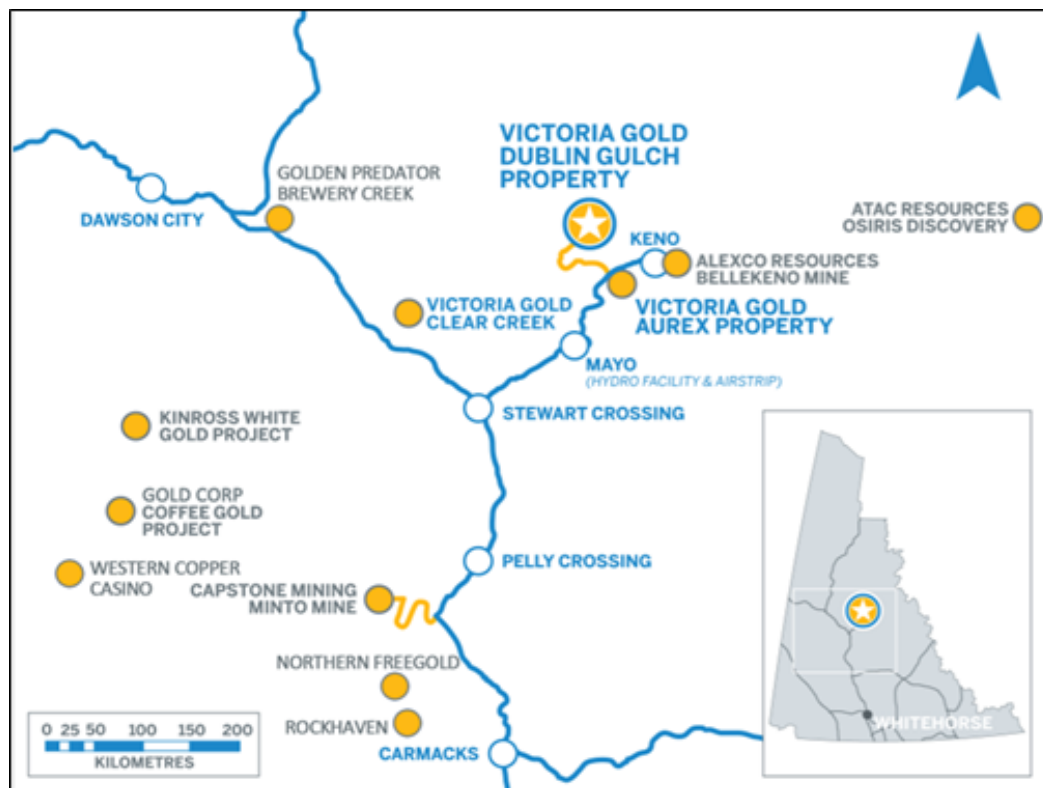 VICTORIA GOLD
DUBLIN GULCH
PROPERTY
GOLDEN PREDATOR
BREWERY CREEK
DAWSON CITY
KENO
ATAC RESOURCES
OSIRIS DISCOVERY
ALEXCO RESOURCES
BELLEKENO MINE
VICTORIA GOLD
CLEAR CREEK
VICTORIA GOLD
AUREX PROPERTY
MAYO
(HYDRO FACILITY & AIRSTRIP)
STEWART CROSSING
KINROSS WHITE
GOLD PROJECT
GOLD CORP
COFFEE GOLD
PROJECT
WESTERN COPPER
CASINO
PELLY CROSSING
CAPSTONE MINING
MINTO MINE
NORTHERN FREEGOLD
ROCKHAVEN
CARMACKS
WHITEHORSE
0 25 50 100 150 200
KILOMETRES